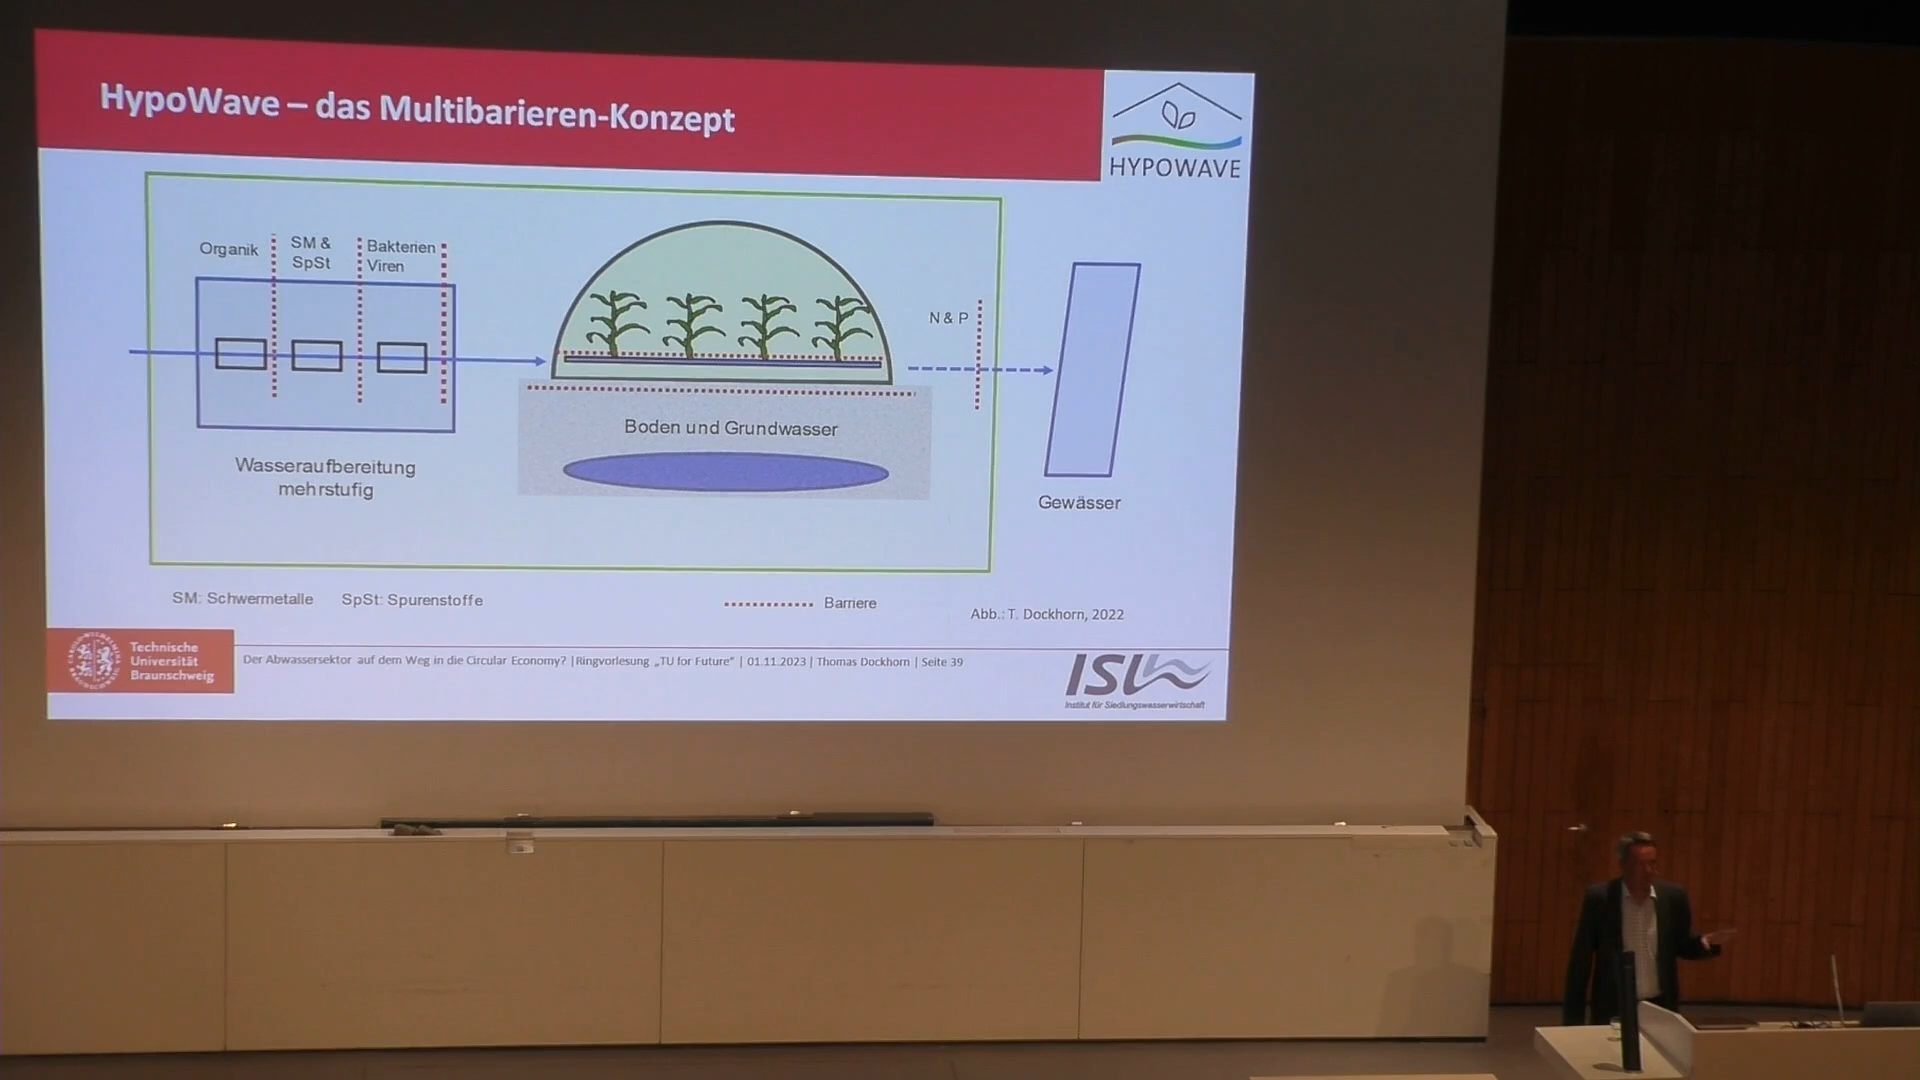 HypoWave – das Multibarieren-Konzept
HYPOWAVE
Organik
SM &
SpSt
Bakterien
Viren
N & P
Boden und Grundwasser
Wasseraufbereitung
mehrstufig
Gewässer
SM: Schwermetalle SpSt: Spurenstoffe
Barriere
Abb.: T. Dockhorn, 2022
Technische
Universität
Braunschweig
Der Abwassersektor auf dem Weg in die Circular Economy? |Ringvorlesung „TU for Future“ | 01.11.2023 | Thomas Dockhorn | Seite 39
ISW
Institut für Siedlungswasserwirtschaft